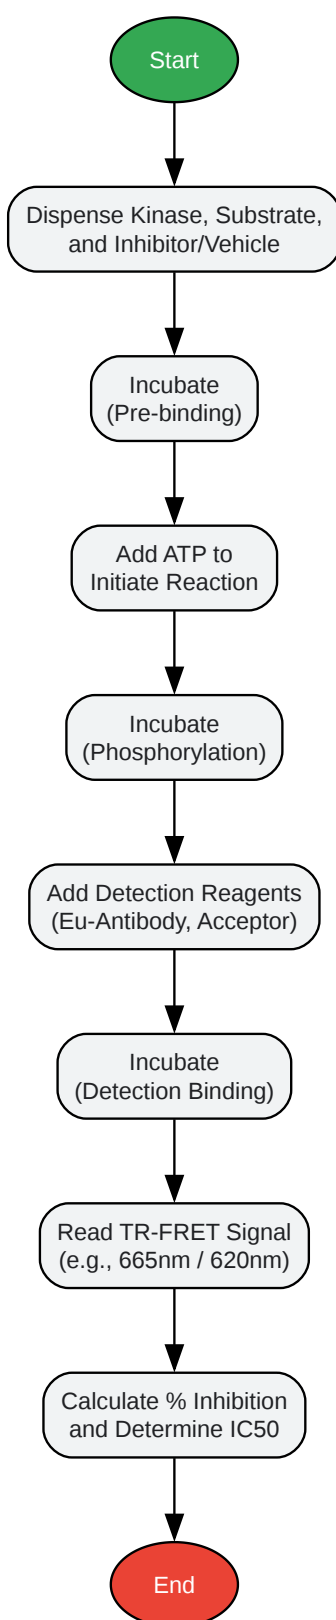 Start
Dispense Kinase, Substrate,
and Inhibitor/Vehicle
Incubate
(Pre-binding)
Add ATP to
Initiate Reaction
Incubate
(Phosphorylation)
Add Detection Reagents
(Eu-Antibody, Acceptor)
Incubate
(Detection Binding)
Read TR-FRET Signal
(e.g., 665nm / 620nm)
Calculate % Inhibition
and Determine IC50
End